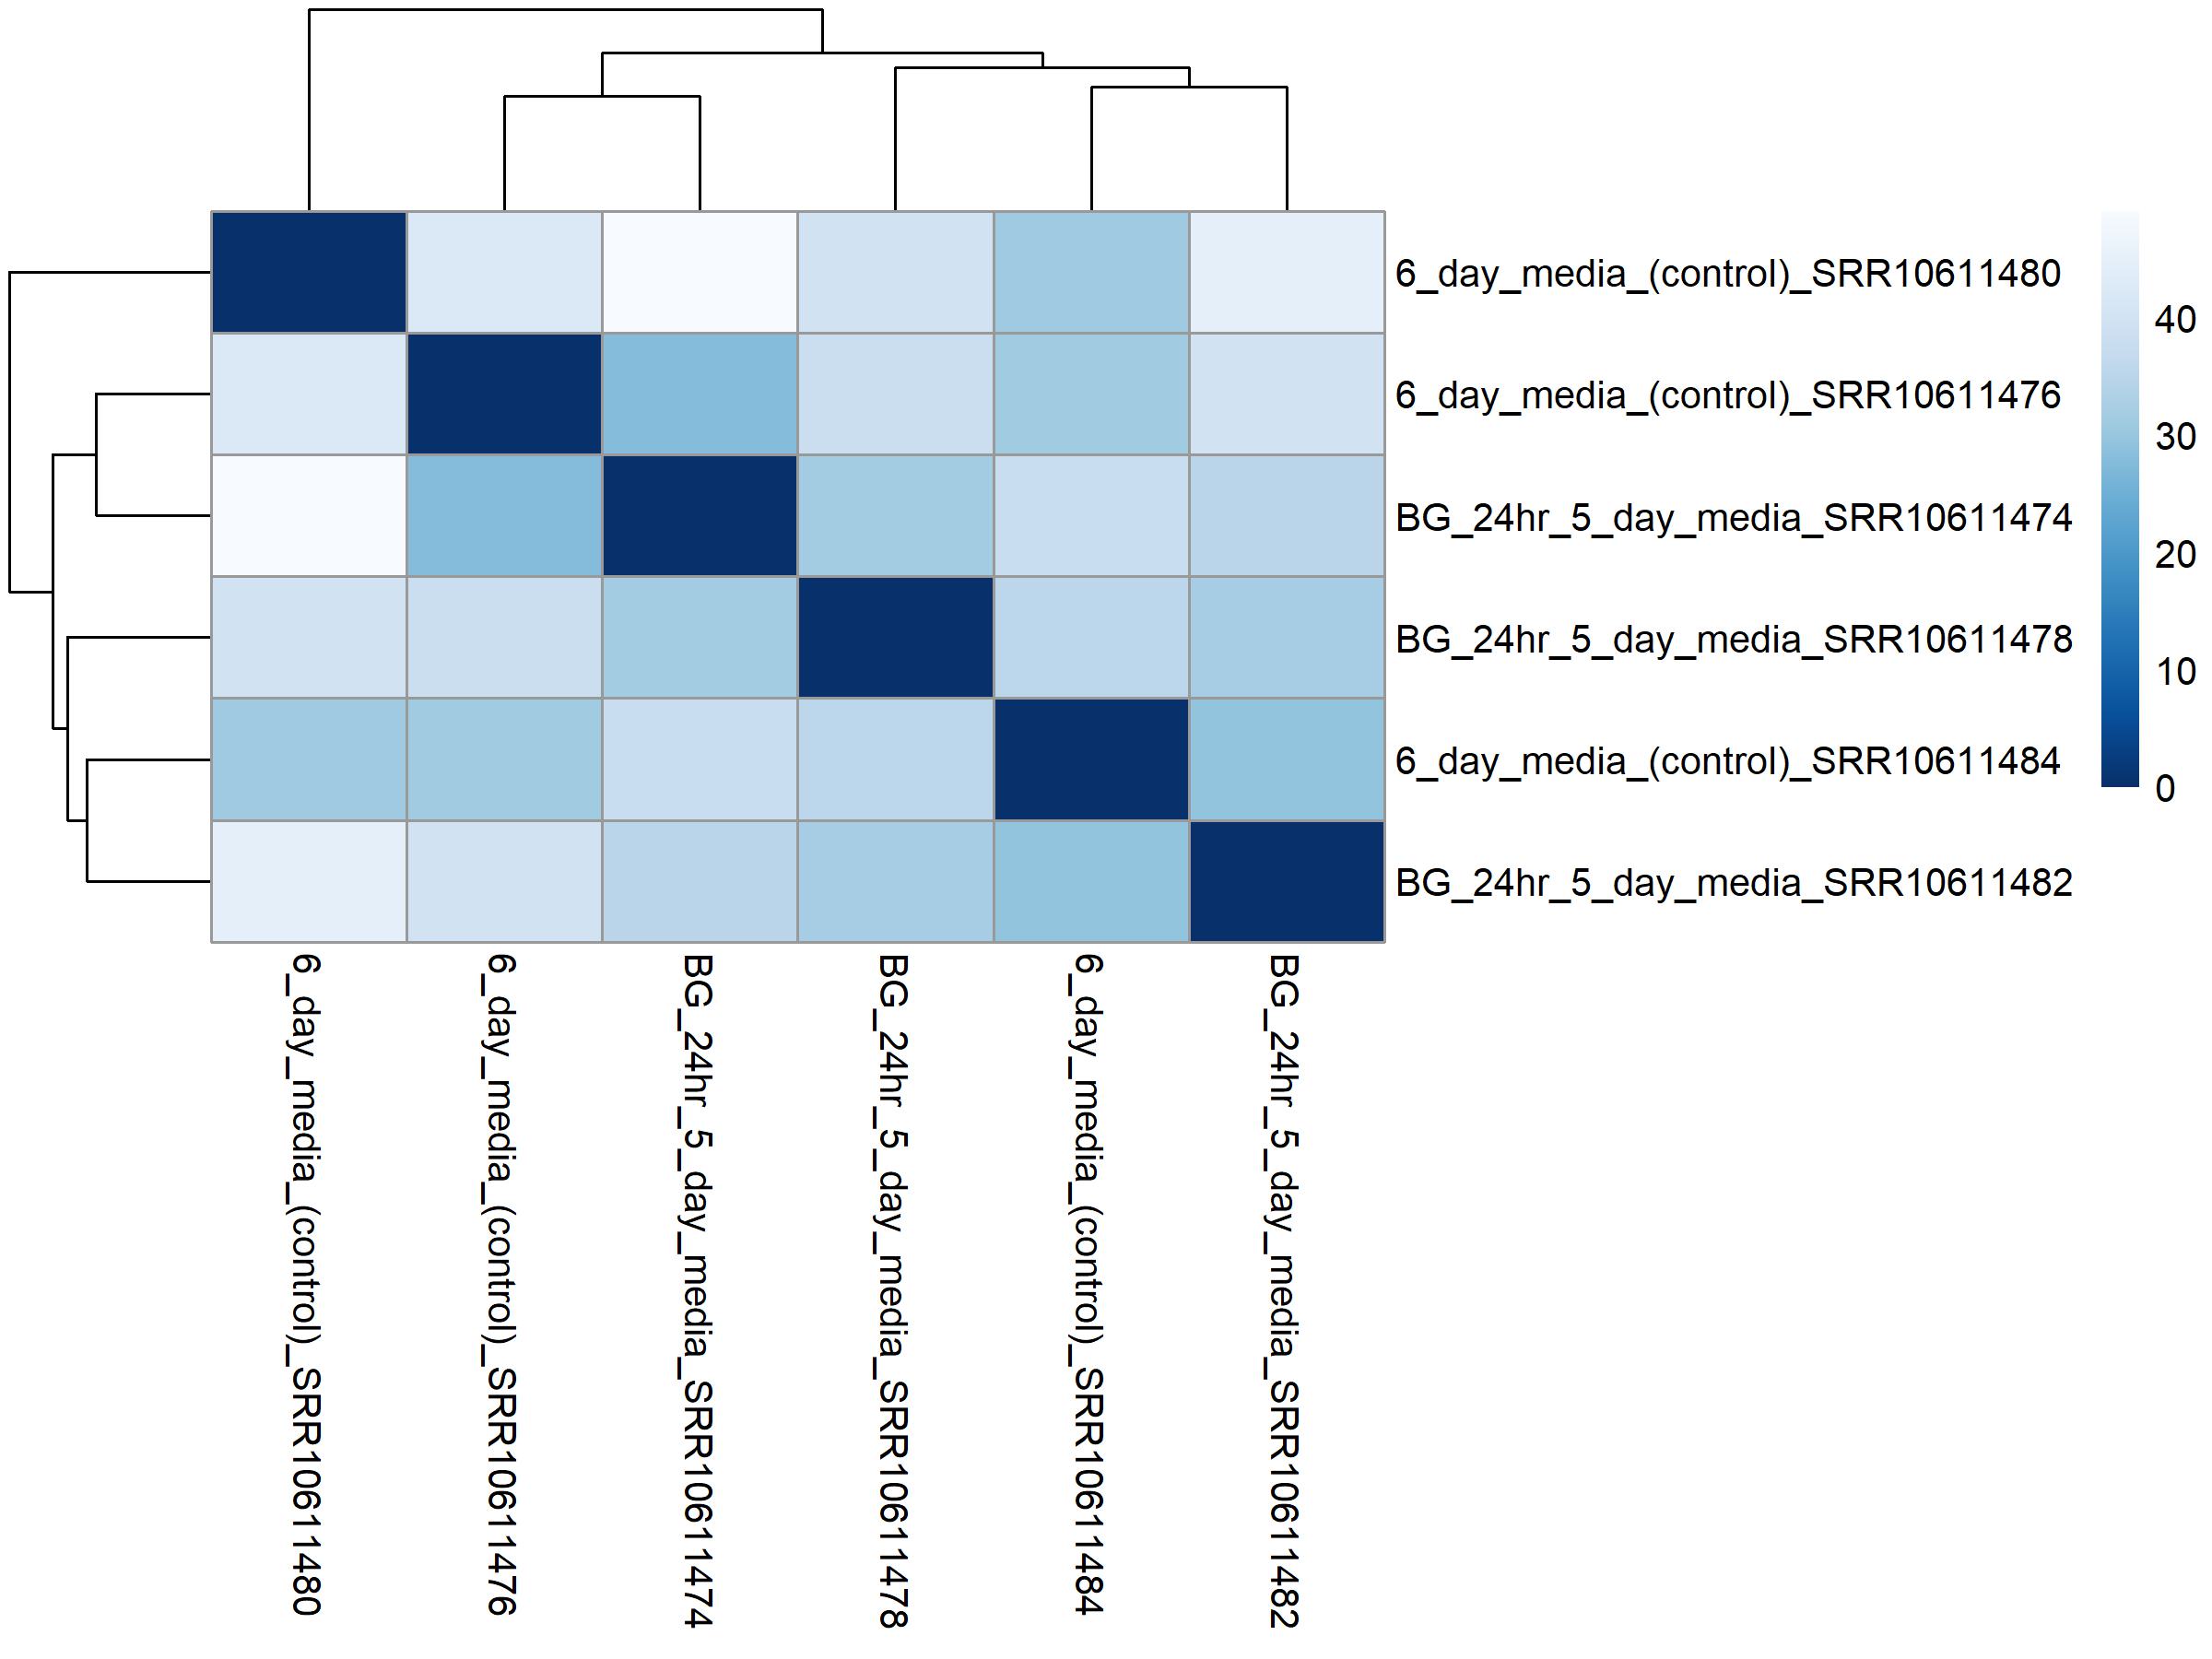 6_day_media_(control)_SRR10611480
6_day_media_(control)_SRR10611476
BG_24hr_5_day_media_SRR10611474
BG_24hr_5_day_media_SRR10611478
6_day_media_(control)_SRR10611484
BG_24hr_5_day_media_SRR10611482
40
30
20
10
0
6_day_media_(control)_SRR10611480
6_day_media_(control)_SRR10611476
BG_24hr_5_day_media_SRR10611474
BG_24hr_5_day_media_SRR10611478
6_day_media_(control)_SRR10611484
BG_24hr_5_day_media_SRR10611482